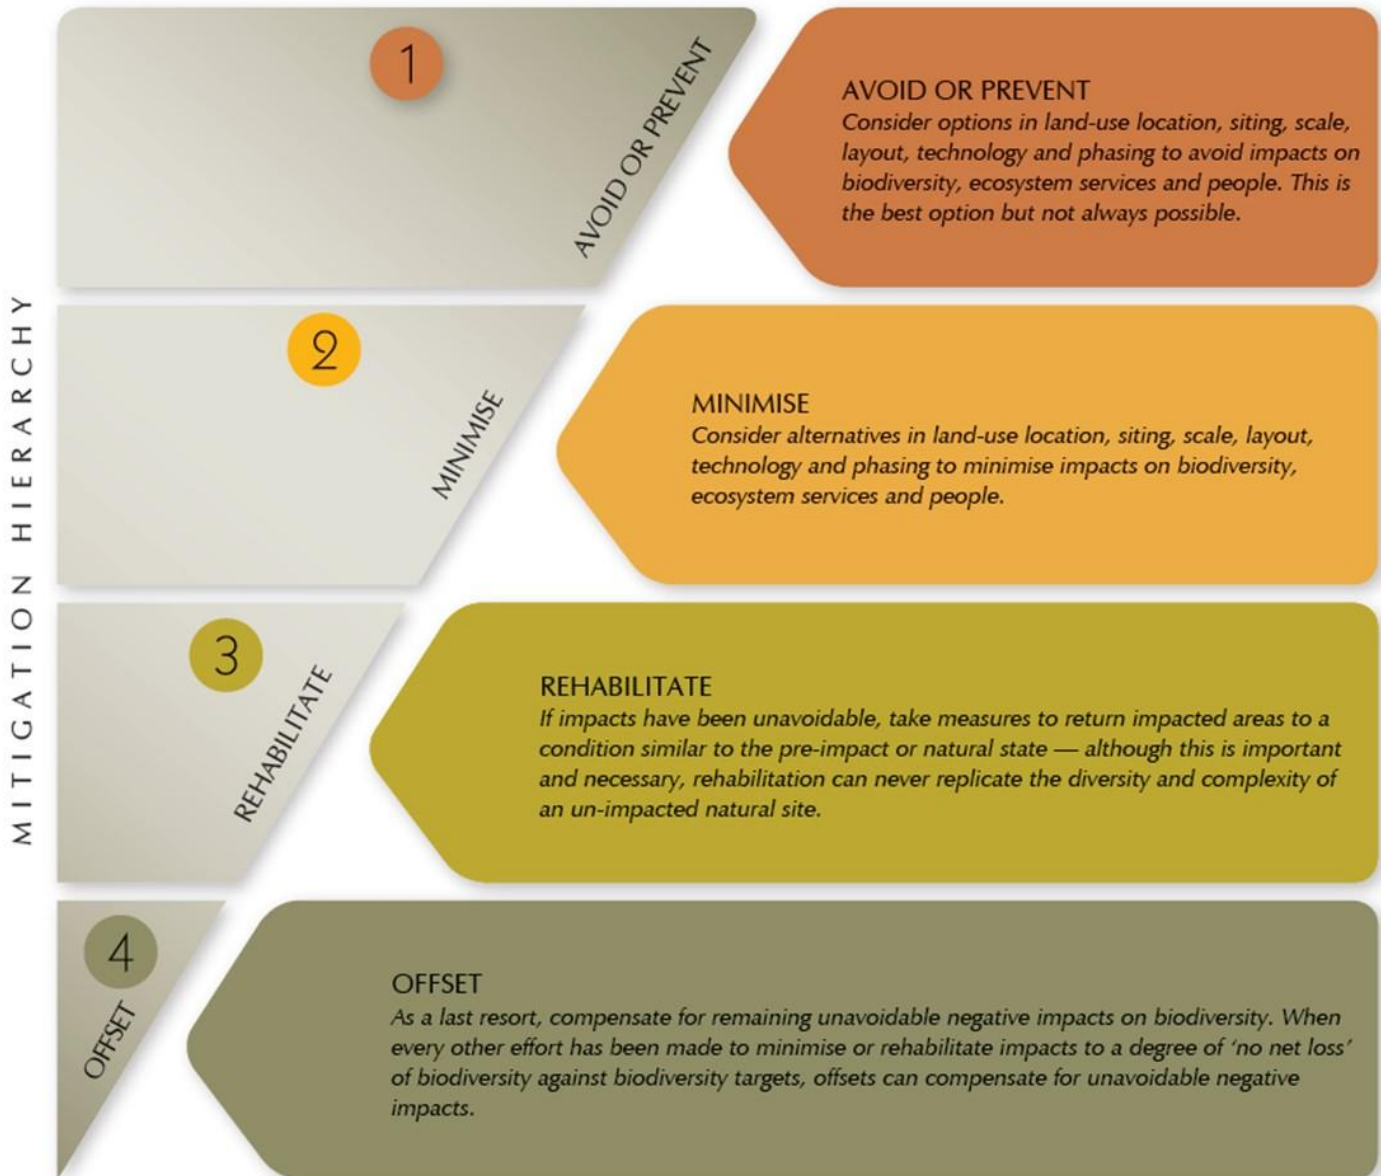 MITIGATION HIERARCHY
1
AVOID OR PREVENT
AVOID OR PREVENT
Consider options in land-use location, siting, scale,
layout, technology and phasing to avoid impacts on
biodiversity, ecosystem services and people. This is
the best option but not always possible.
2
MINIMISE
MINIMISE
Consider alternatives in land-use location, siting, scale, layout,
technology and phasing to minimise impacts on biodiversity,
ecosystem services and people.
3
REHABILITATE
REHABILITATE
If impacts have been unavoidable, take measures to return impacted areas to a
condition similar to the pre-impact or natural state — although this is important
and necessary, rehabilitation can never replicate the diversity and complexity of
an un-impacted natural site.
4
OFFSET
OFFSET
As a last resort, compensate for remaining unavoidable negative impacts on biodiversity. When
every other effort has been made to minimise or rehabilitate impacts to a degree of ‘no net loss’
of biodiversity against biodiversity targets, offsets can compensate for unavoidable negative
impacts.